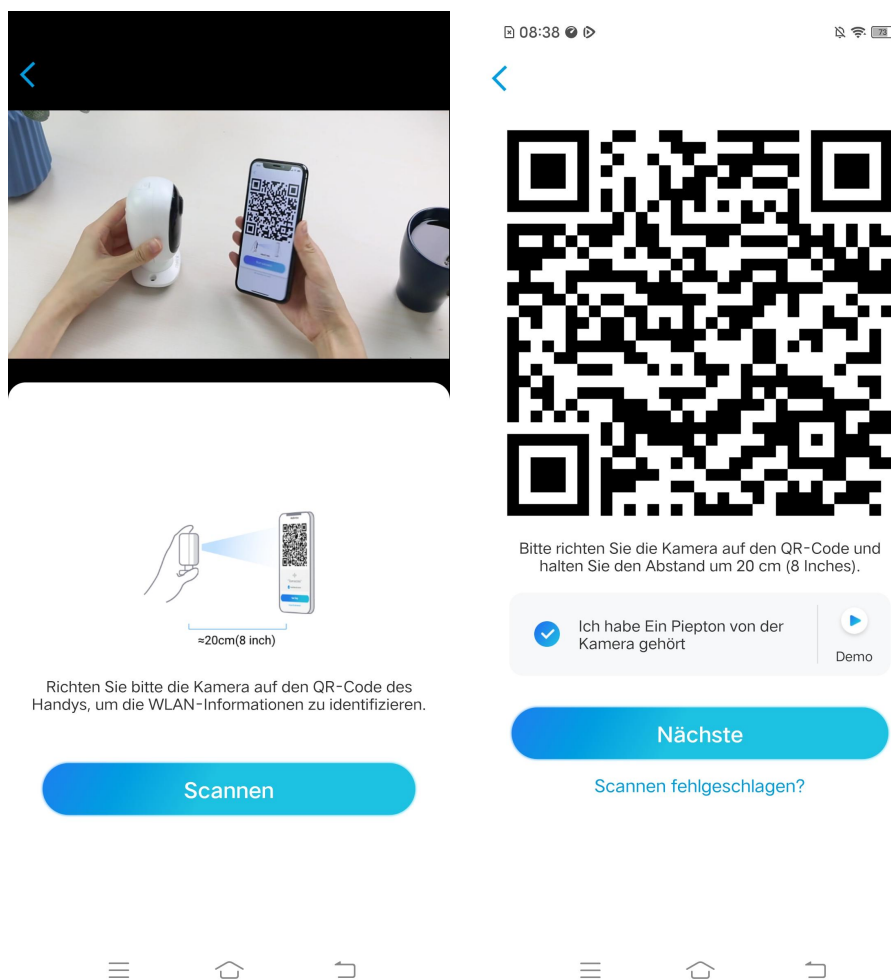 ≈20cm(8 inch)
Richten Sie bitte die Kamera auf den QR-Code des
Handys, um die WLAN-Informationen zu identifizieren.
Scannen
08:38
73
Bitte richten Sie die Kamera auf den QR-Code und
halten Sie den Abstand um 20 cm (8 Inches).
Ich habe Ein Piepton von der
Kamera gehört
Demo
Nächste
Scannen fehlgeschlagen?